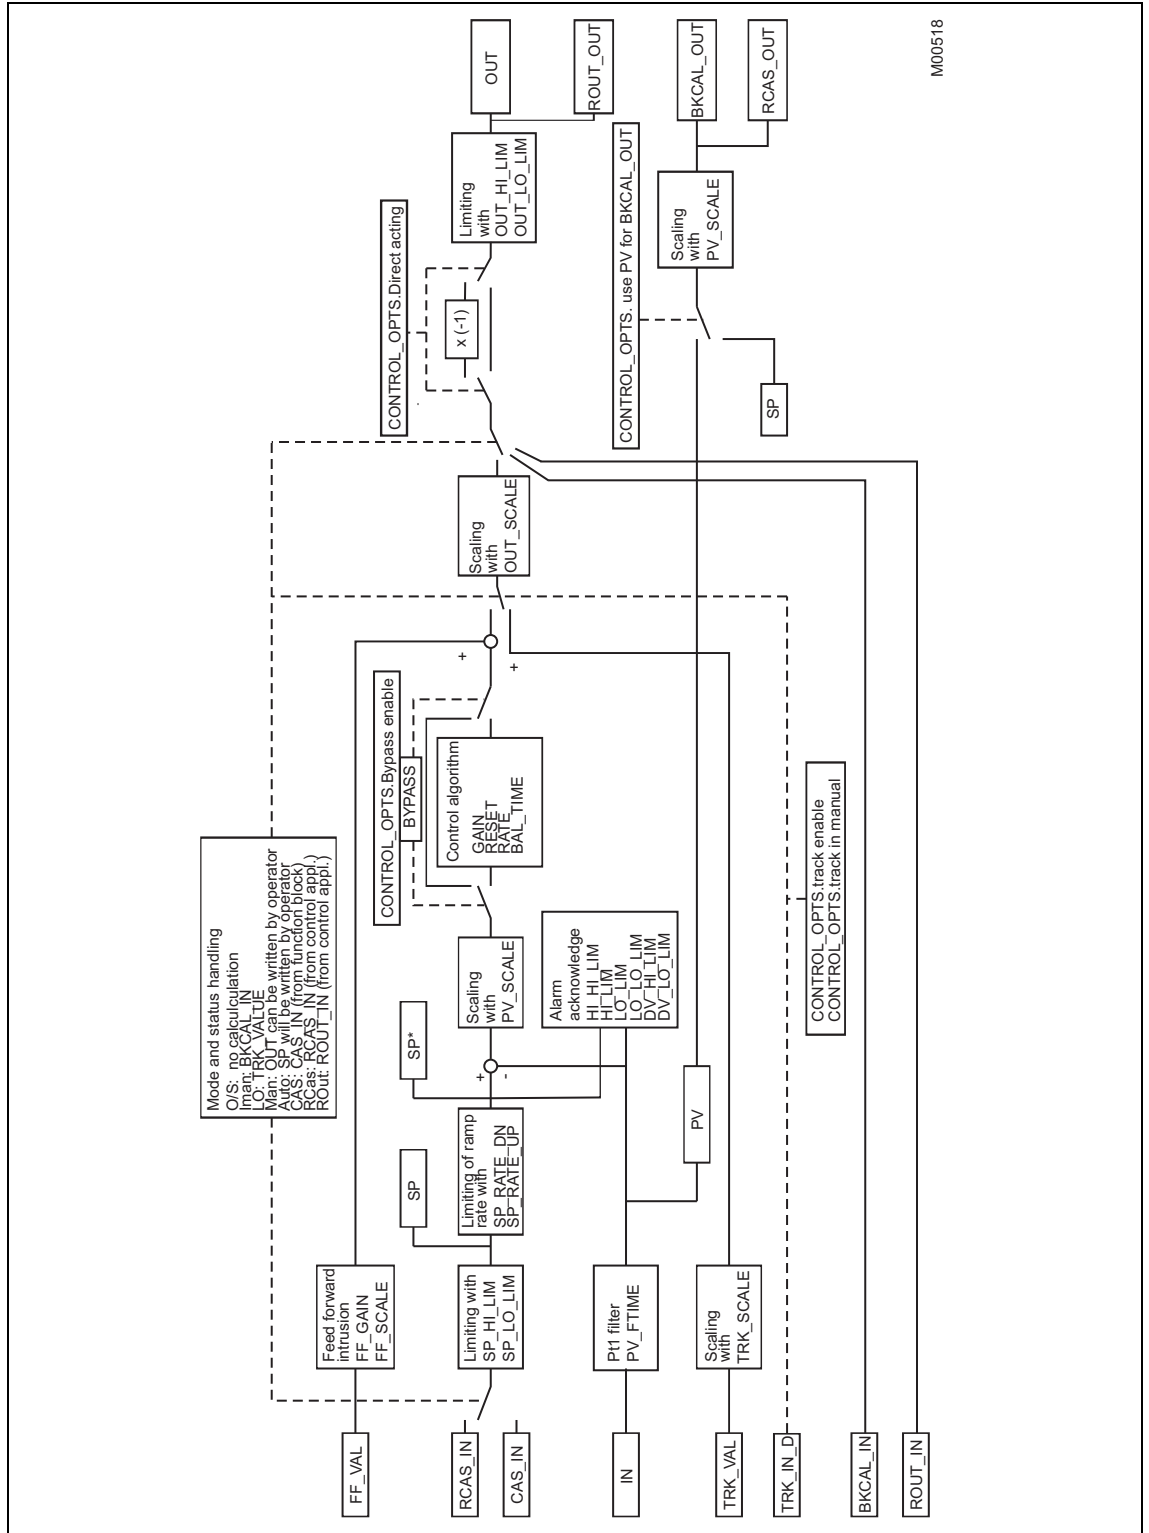 Mode and status handling
O/S: no calculculation
Iman: BKCAL_IN
LO: TRK_VALUE
Man: OUT can be written by operator
Auto: SP will be written by operator
CAS: CAS_IN (from function block)
RCas: RCAS_IN (from control appl.)
ROut: ROUT_IN (from control appl.)
FF_VAL
Feed forward
intrusion
FF_GAIN
FF_SCALE
CONTROL_OPTS.Bypass enable
BYPASS
CONTROL_OPTS.Direct acting
RCAS_IN
CAS_IN
Limiting with
SP_HI_LIM
SP_LO_LIM
SP
Limiting of ramp
rate with
SP_RATE_DN
SP_RATE_UP
SP*
+
-
Scaling
with
PV_SCALE
Control algorithm
GAIN
RESET
RATE
BAL_TIME
+
+
Scaling
with
OUT_SCALE
x (-1)
Limiting
with
OUT_HI_LIM
OUT_LO_LIM
OUT
ROUT_OUT
IN
Pt1 filter
PV_FTIME
Alarm
acknowledge
HI_HI_LIM
HI_LIM
LO_LIM
LO_LO_LIM
DV_HI_LIM
DV_LO_LIM
PV
CONTROL_OPTS. use PV for BKCAL_OUT
SP
Scaling
with
PV_SCALE
BKCAL_OUT
RCAS_OUT
TRK_VAL
Scaling
with
TRK_SCALE
TRK_IN_D
CONTROL_OPTS.track enable
CONTROL_OPTS.track in manual
BKCAL_IN
ROUT_IN
M00518